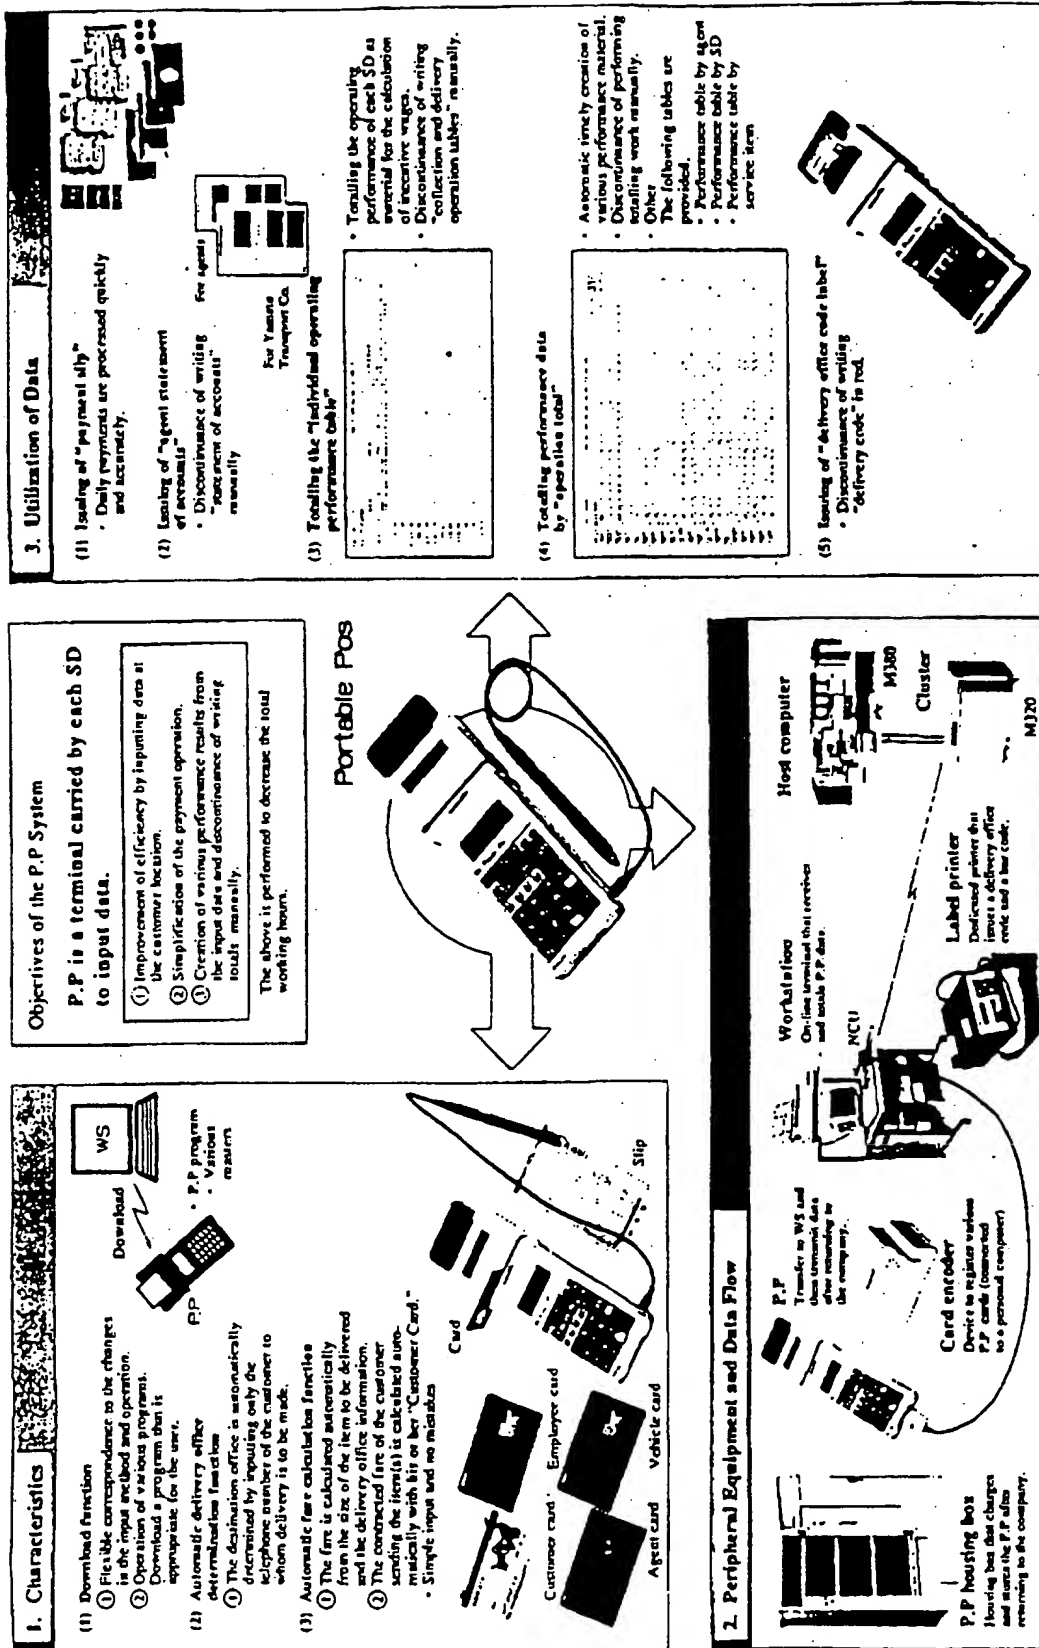 Objectives of the P.P System
P.P is a terminal carried by each SD
to input data.
① Improvement of efficiency by inputting data at
the customer location.
② Simplification of the payment operation.
③ Creation of various performance results from
the input data and discontinuance of writing
totals manually.
The above is performed to decrease the total
working hours.
Portable Pos
1. Characteristics
(1) Download function
① Flexible correspondence to the changes
in the input method and operation.
② Operation of various programs.
Download a program that is
appropriate for the user.
Download
WS
P.P
• P.P program
• Various
masters
(2) Automatic delivery office
determination function
① The destination office is automatically
determined by inputing only the
telephone number of the customer to
whom delivery is to be made.
(3) Automatic fare calculation function
① The fare is calculated automatically
from the size of the item to be delivered
and the delivery office information.
② The contracted fare of the customer
sending the item(s) is calculated auto-
matically with his or her "Customer Card."
• Simple input and no mistakes
Card
Slip
Customer card
Employee card
Agent card
Vehicle card
2. Peripheral Equipment and Data Flow
P.P housing box
Housing box that charges
and stores the P.P after
returning to the company.
P.P
Transfer to WS and
then transmit data
after returning to
the company.
Card encoder
Device to register various
P.P cards (connected
to a personal computer)
Workstation
On-line terminal that receives
and totals P.P data.
NCU
Label printer
Dedicated printer that
issues a delivery office
code and a bar code.
Host computer
M380
Cluster
M320
3. Utilization of Data
(1) Issuing of "payment ally"
• Daily payments are processed quickly
and accurately.
(2) Issuing of "agent statement
of accounts"
• Discontinuance of writing
"statement of accounts"
manually
For agents
For Yamato
Transport Co.
(3) Totalling the "individual operating
performance table"
• Totalling the operating
performance of each SD as
material for the calculation
of incentive wages.
• Discontinuance of writing
"collection and delivery
operation tables" manually.
(4) Totalling performance data
by "operation total"
• Automatic timely creation of
various performance material.
• Discontinuance of performing
totalling work manually.
• Other
The following tables are
provided.
• Performance table by agent
• Performance table by SD
• Performance table by
service item
(5) Issuing of "delivery office code label"
• Discontinuance of writing
"delivery code" in red.